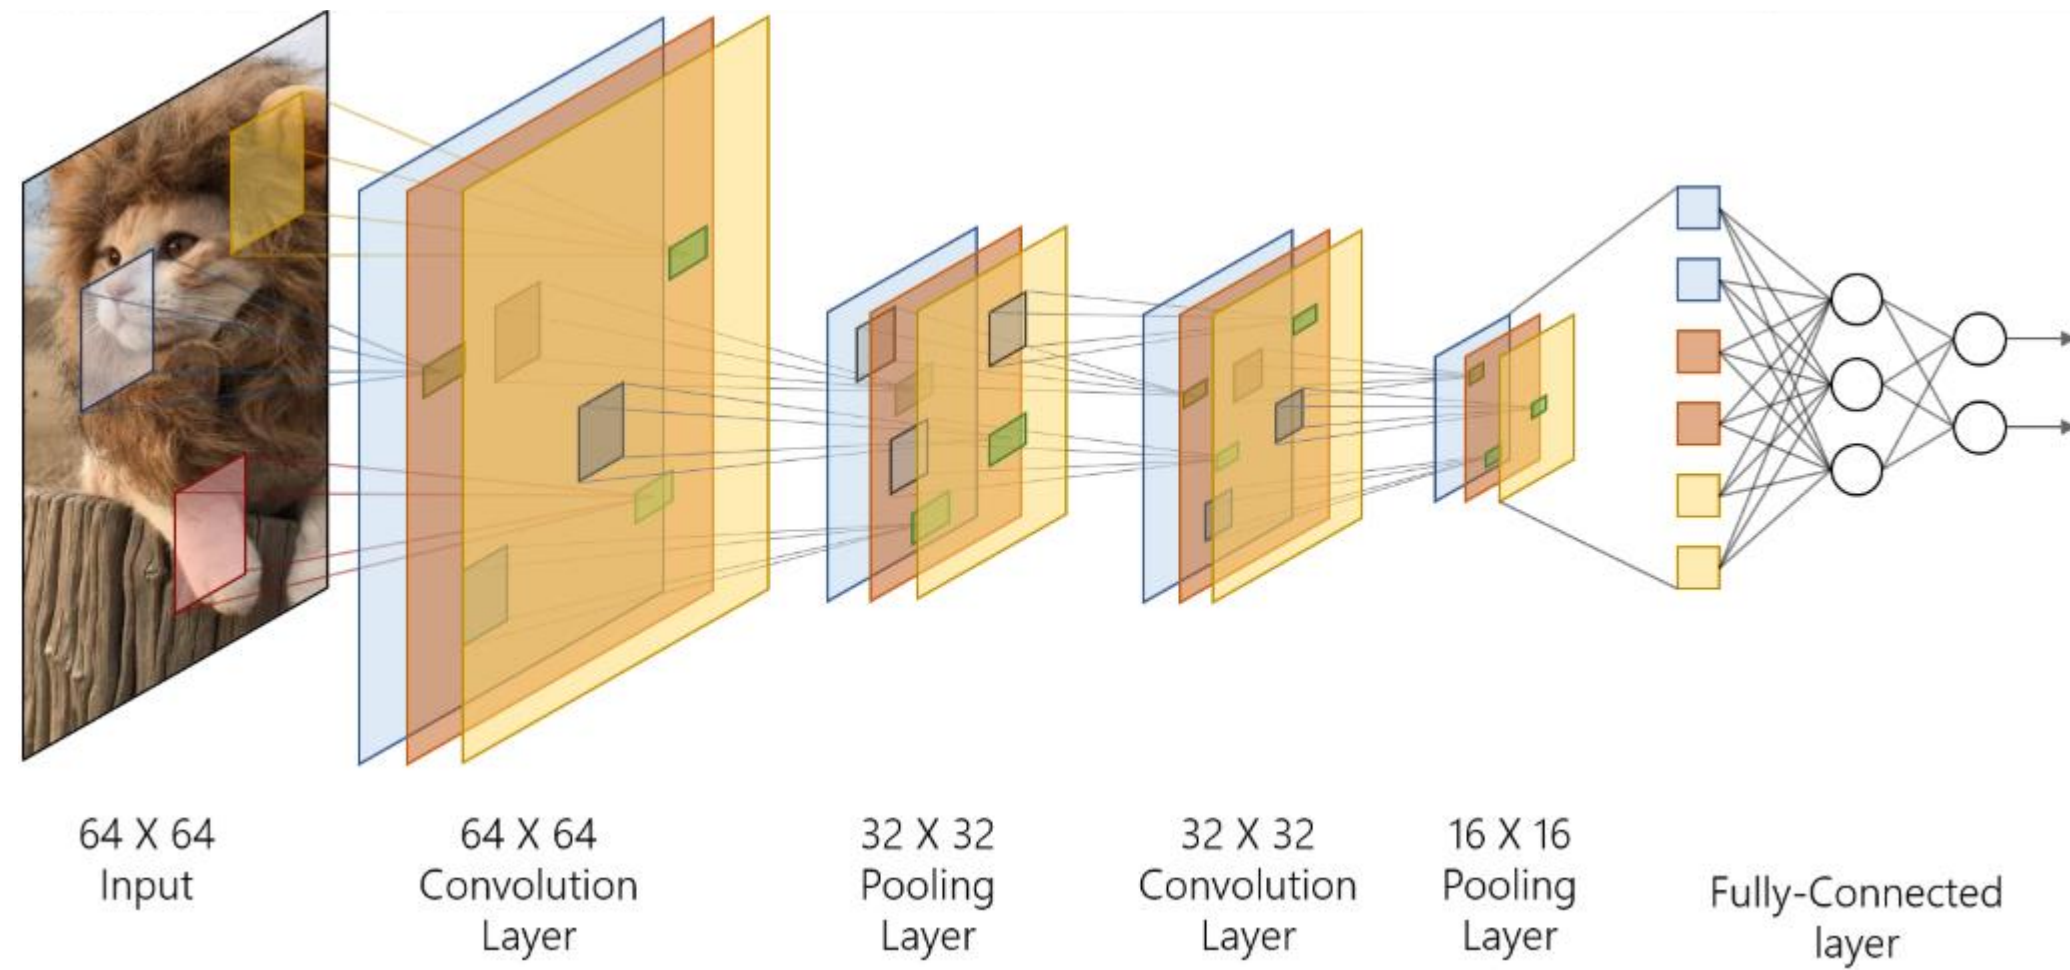 64 X 64
Input
64 X 64
Convolution
Layer
32 X 32
Pooling
Layer
32 X 32
Convolution
Layer
16 X 16
Pooling
Layer
Fully-Connected
layer